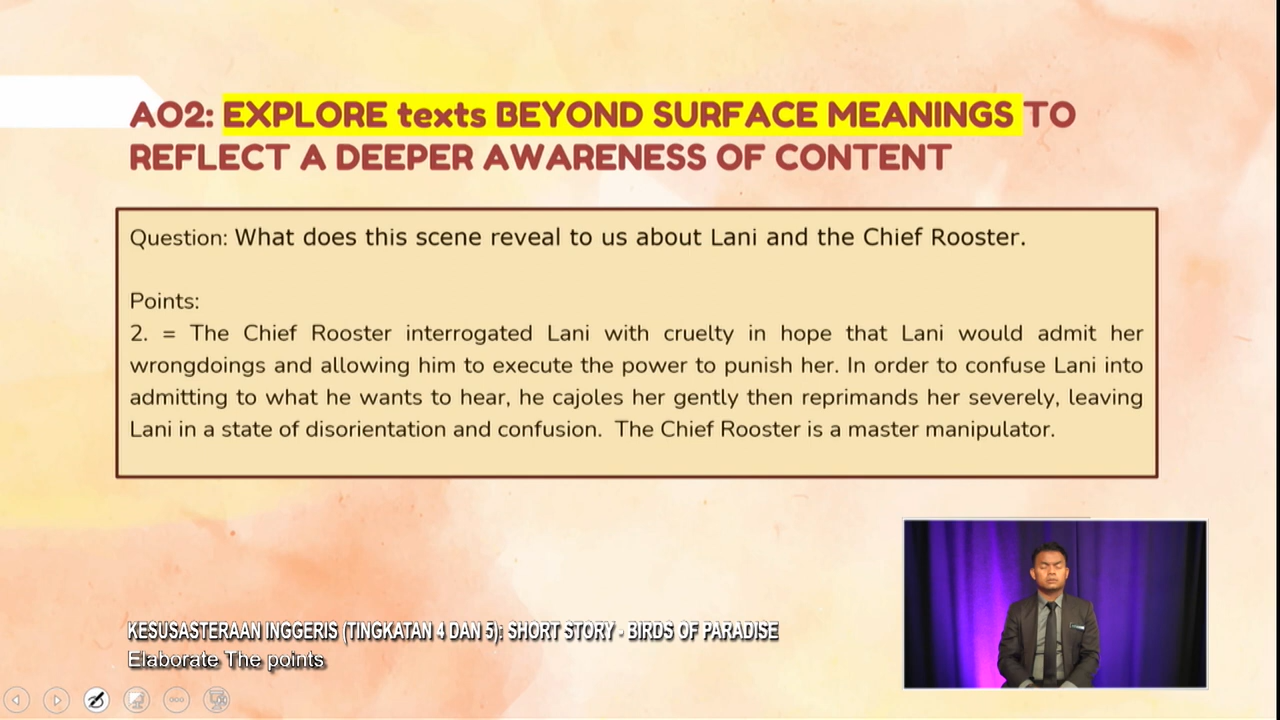 AO2: EXPLORE texts BEYOND SURFACE MEANINGS TO
REFLECT A DEEPER AWARENESS OF CONTENT
Question: What does this scene reveal to us about Lani and the Chief Rooster.
Points:
2. = The Chief Rooster interrogated Lani with cruelty in hope that Lani would admit her
wrongdoings and allowing him to execute the power to punish her. In order to confuse Lani into
admitting to what he wants to hear, he cajoles her gently then reprimands her severely, leaving
Lani in a state of disorientation and confusion. The Chief Rooster is a master manipulator.
KESUSASTERAAN INGGERIS (TINGKATAN 4 DAN 5): SHORT STORY - BIRDS OF PARADISE
Elaborate The points